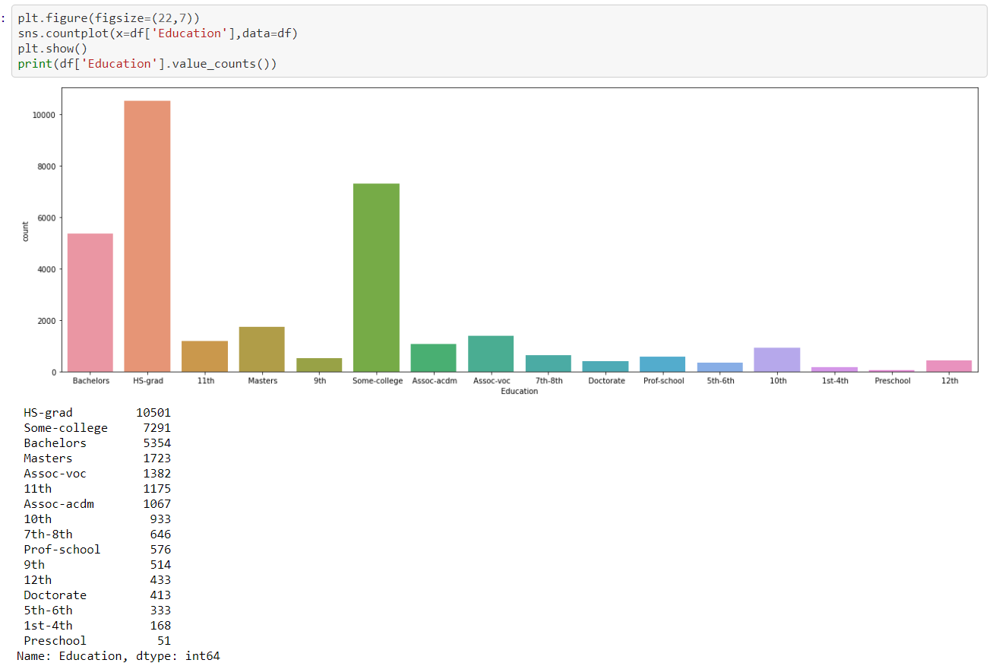 :
plt.figure(figsize=(22,7))
sns.countplot(x=df['Education'],data=df)
plt.show()
print(df['Education'].value_counts())
10000
8000
6000
4000
2000
0
count
Bachelors HS-grad 11th Masters 9th Some-college Assoc-acdm Assoc-voc 7th-8th Doctorate Prof-school 5th-6th 10th 1st-4th Preschool 12th
Education
HS-grad 10501
Some-college 7291
Bachelors 5354
Masters 1723
Assoc-voc 1382
11th 1175
Assoc-acdm 1067
10th 933
7th-8th 646
Prof-school 576
9th 514
12th 433
Doctorate 413
5th-6th 333
1st-4th 168
Preschool 51
Name: Education, dtype: int64